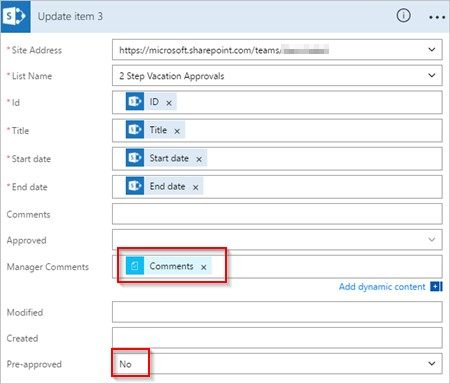 Update item 3
* Site Address https://microsoft.sharepoint.com/teams/
* List Name 2 Step Vacation Approvals
* Id ID x
* Title Title x
* Start date Start date x
* End date End date x
Comments
Approved
Manager Comments Comments x
Add dynamic content
Modified
Created
Pre-approved No